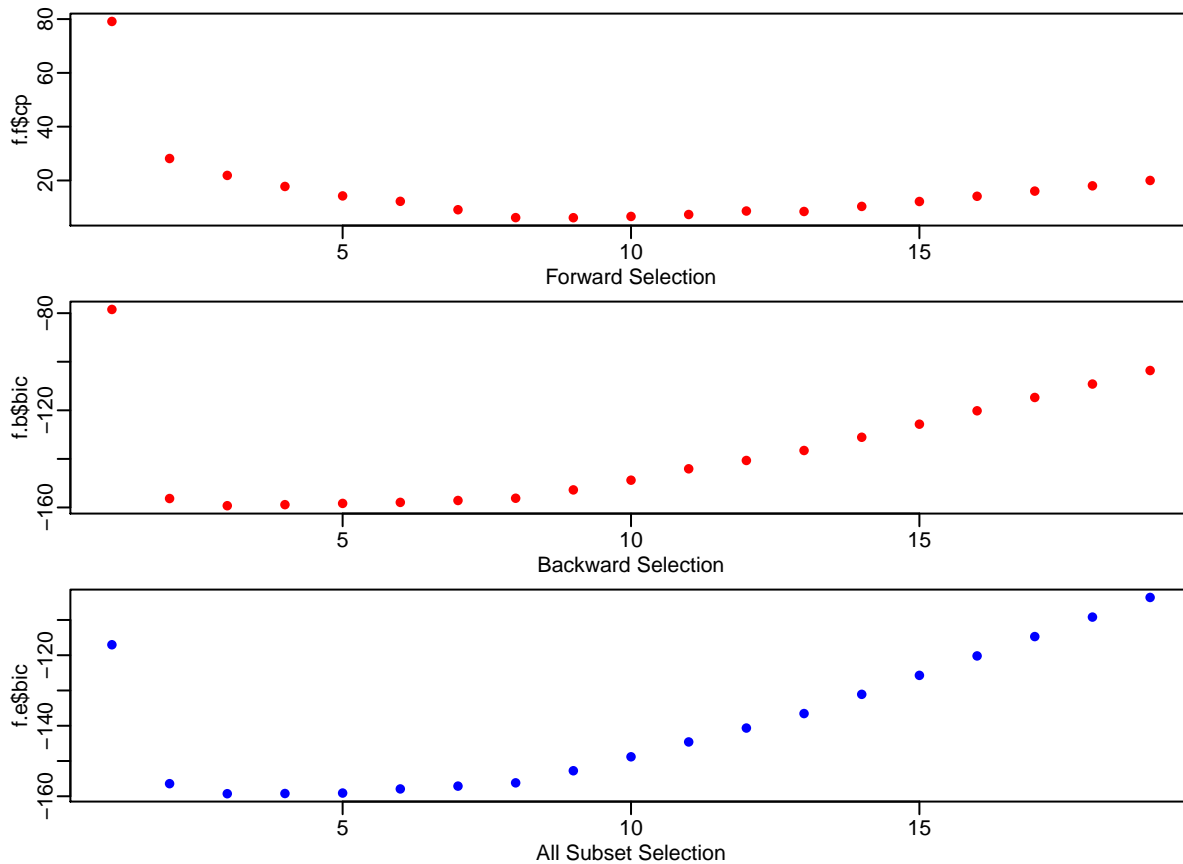 f.f$cp
80
60
40
20
5 10 15
Forward Selection
f.b$bic
−80
−120
−160
5 10 15
Backward Selection
f.e$bic
−120
−140
−160
5 10 15
All Subset Selection